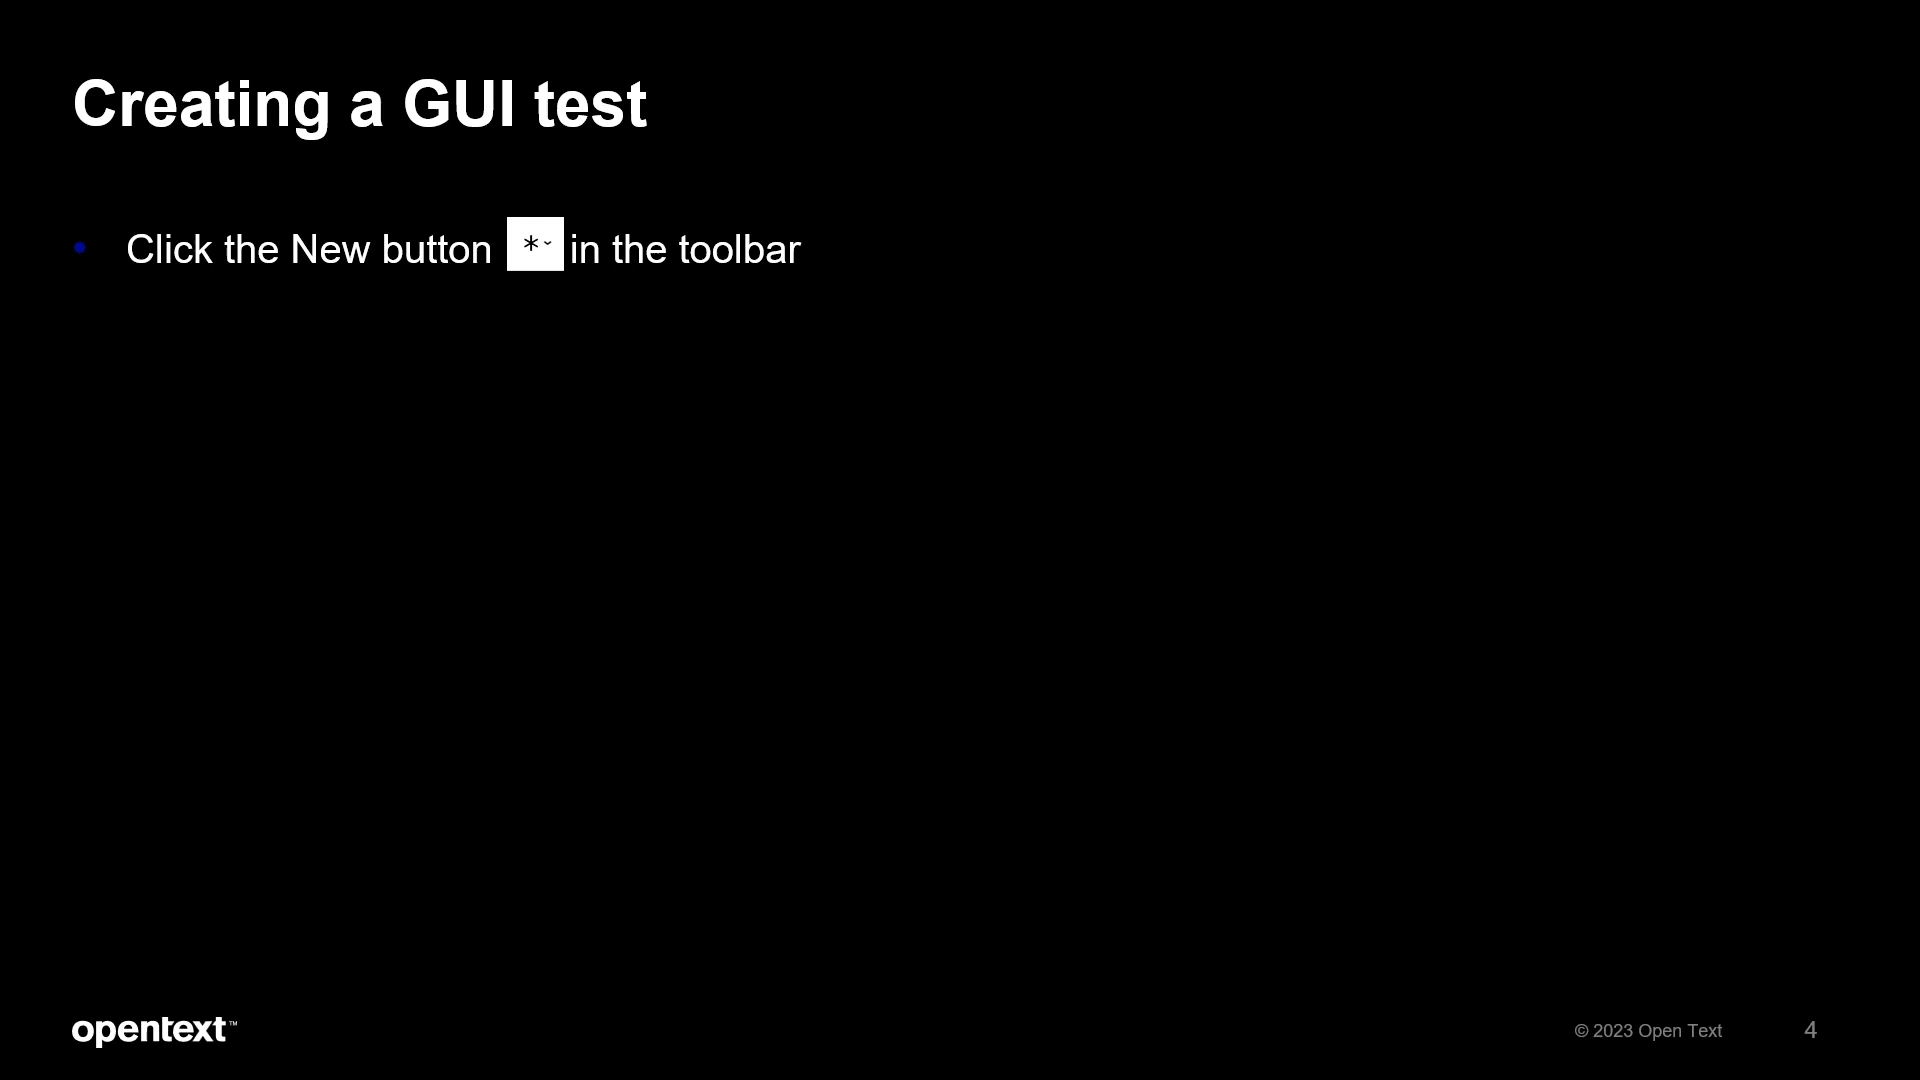 Creating a GUI test
• Click the New button *ˇ in the toolbar
opentext™
© 2023 Open Text 4